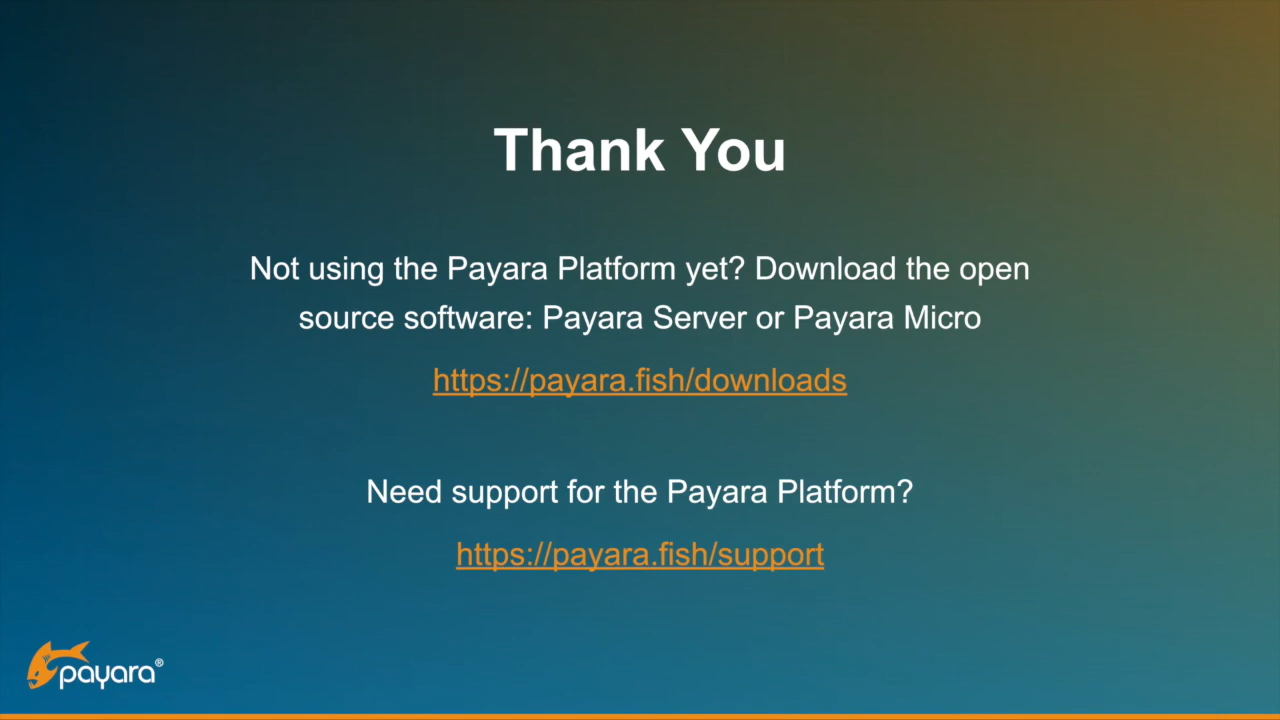 Thank You
Not using the Payara Platform yet? Download the open
source software: Payara Server or Payara Micro
https://payara.fish/downloads
Need support for the Payara Platform?
https://payara.fish/support
payara®